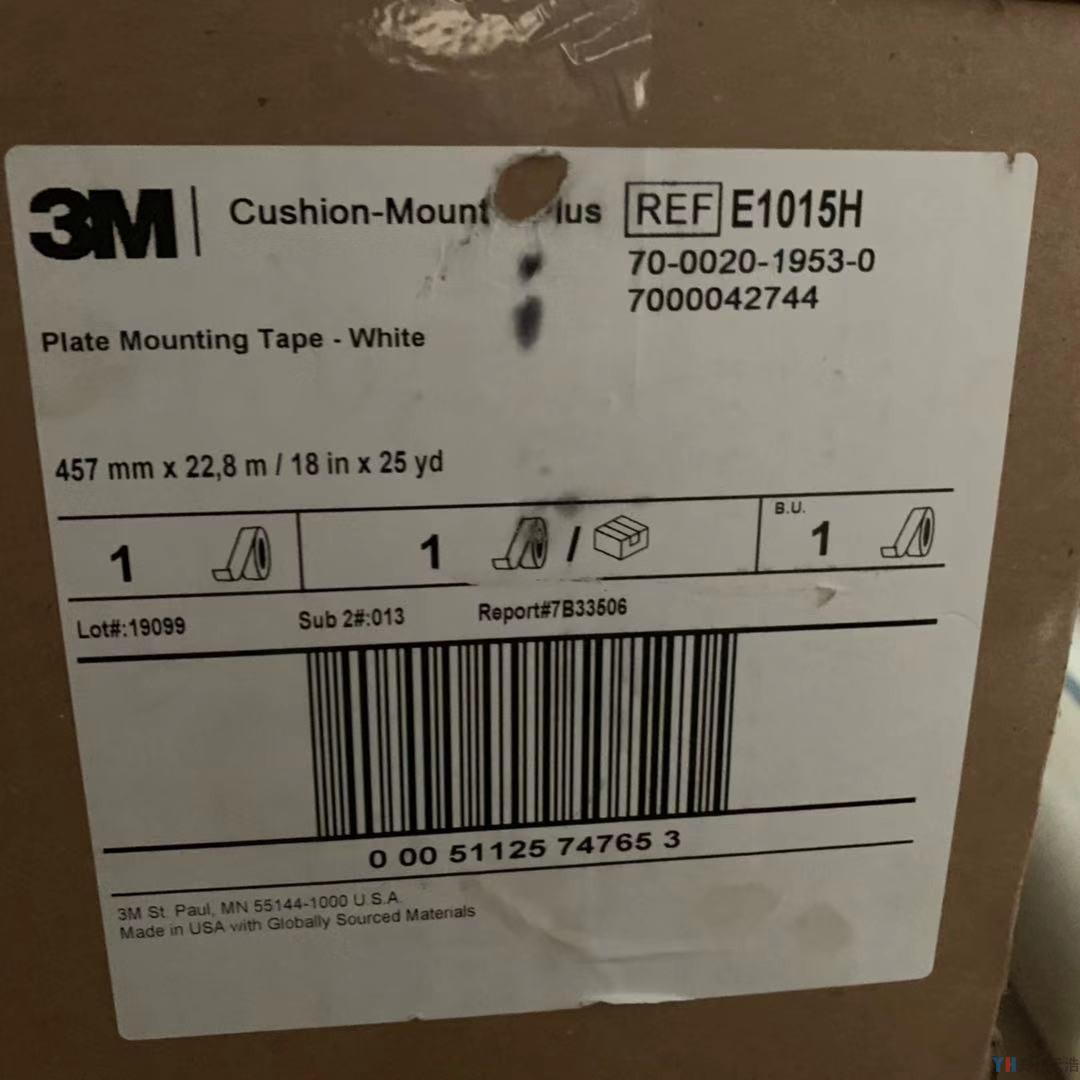 3M Cushion-Mount lus REF E1015H
70-0020-1953-0
7000042744
Plate Mounting Tape - White
457 mm x 22,8 m / 18 in x 25 yd
1 1 / B.U. 1
Lot#:19099 Sub 2#:013 Report#7B33506
0 00 51125 74765 3
3M St. Paul, MN 55144-1000 U.S.A.
Made in USA with Globally Sourced Materials
YH